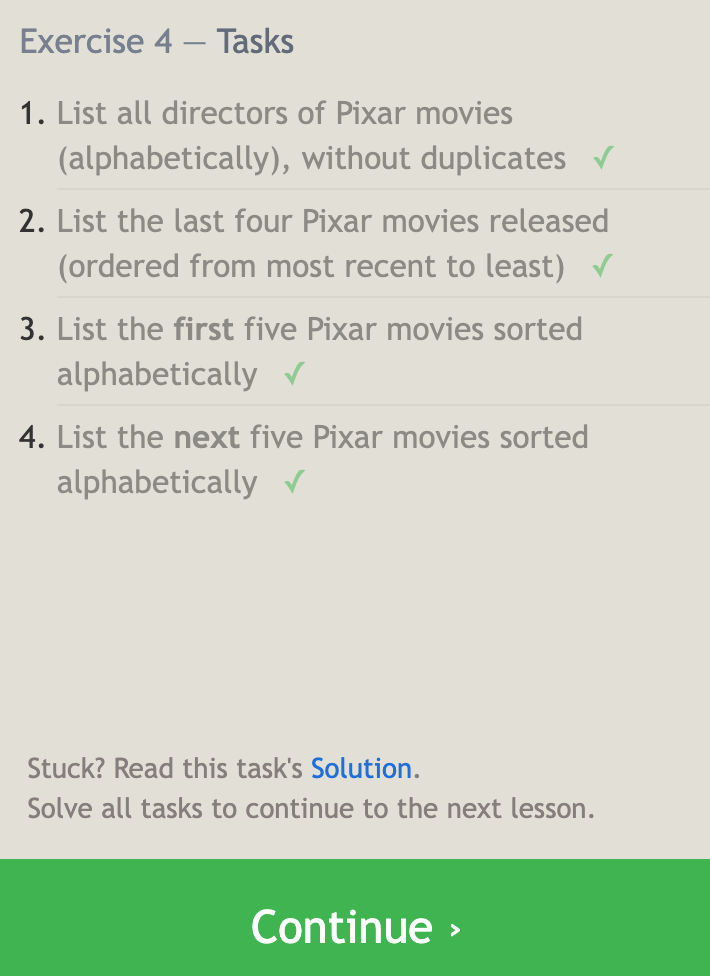 Exercise 4 — Tasks
1. List all directors of Pixar movies
(alphabetically), without duplicates ✓
2. List the last four Pixar movies released
(ordered from most recent to least) ✓
3. List the first five Pixar movies sorted
alphabetically ✓
4. List the next five Pixar movies sorted
alphabetically ✓
Stuck? Read this task's Solution.
Solve all tasks to continue to the next lesson.
Continue ›